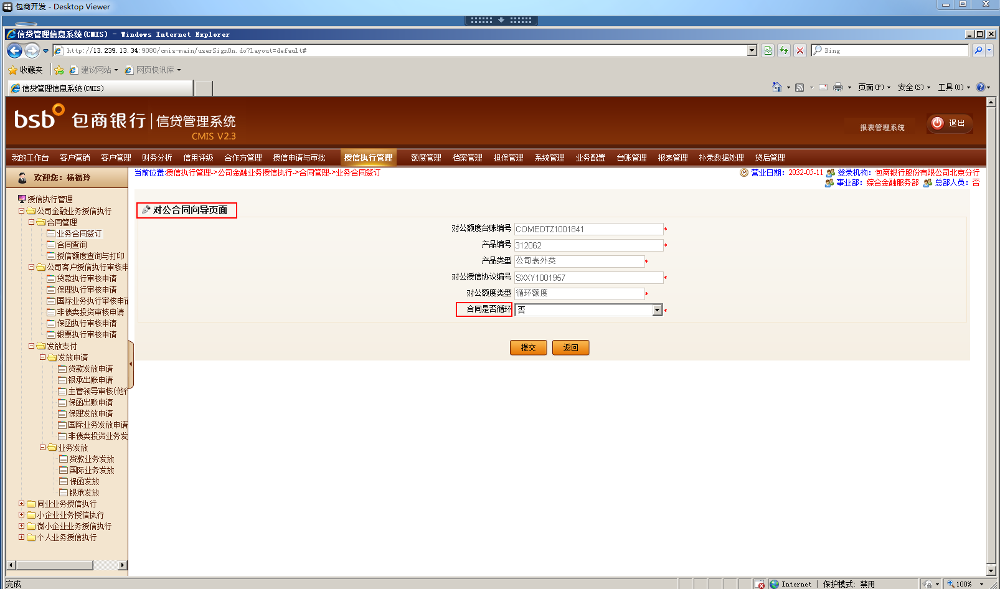 包商开发 - Desktop Viewer
信贷管理信息系统(CMIS) - Windows Internet Explorer
http://13.239.13.34:9080/cmis-main/userSignOn.do?layout=default#
Bing
收藏夹 建议网站 网页快讯库
信贷管理信息系统(CMIS)
页面(P) 安全(S) 工具(O)
bsb 包商银行 信贷管理系统
CMIS V2.3
报表管理系统 退出
我的工作台 客户营销 客户管理 财务分析 信用评级 合作方管理 授信申请与审批 授信执行管理 额度管理 档案管理 担保管理 系统管理 业务配置 台账管理 报表管理 补录数据处理 贷后管理
欢迎您：杨福玲
当前位置:授信执行管理->公司金融业务授信执行->合同管理->业务合同签订
营业日期：2032-05-11 登录机构：包商银行股份有限公司北京分行
事业部：综合金融服务部 总部人员：否
授信执行管理
公司金融业务授信执行
合同管理
业务合同签订
合同查询
授信额度查询与打印
公司客户授信执行审核申
贷款执行审核申请
保理执行审核申请
国际业务执行审核申请
非债类投资审核申请
保函执行审核申请
银票执行审核申请
发放支付
发放申请
贷款发放申请
银承出账申请
主管领导审核(他行
保函出账申请
保理发放申请
国际业务发放申请
非债类投资业务发
业务发放
贷款业务发放
国际业务发放
保函发放
银承发放
同业业务授信执行
小企业业务授信执行
微小企业业务授信执行
个人业务授信执行
对公合同向导页面
对公额度台账编号 COMEDTZ1001841 *
产品编号 312062 *
产品类型 公司表外类 *
对公授信协议编号 SXXY1001957 *
对公额度类型 循环额度 *
合同是否循环 否 *
提交 返回
完成
Internet | 保护模式: 禁用
100%